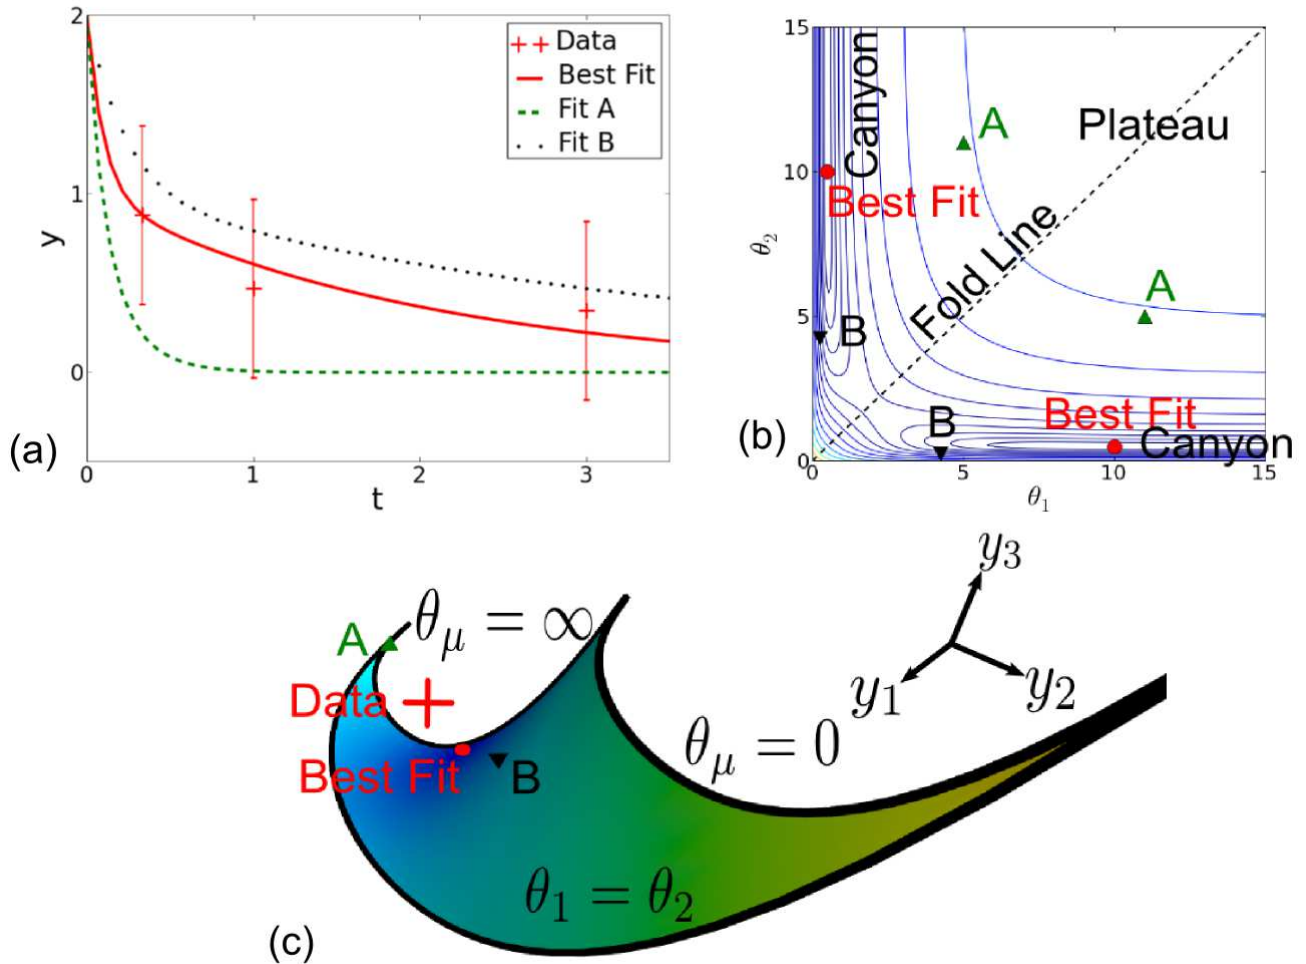 2
1
0
y
0
1
3
t
Data
Best Fit
Fit A
Fit B
(a)
15
10
5
0
θ₂
0
5
10
15
θ₁
Canyon
A
Plateau
Best Fit
Fold Line
A
B
Best Fit
B
Canyon
(b)
A
θμ = ∞
Data
Best Fit
B
θμ = 0
y₃
y₁
y₂
θ₁ = θ₂
(c)